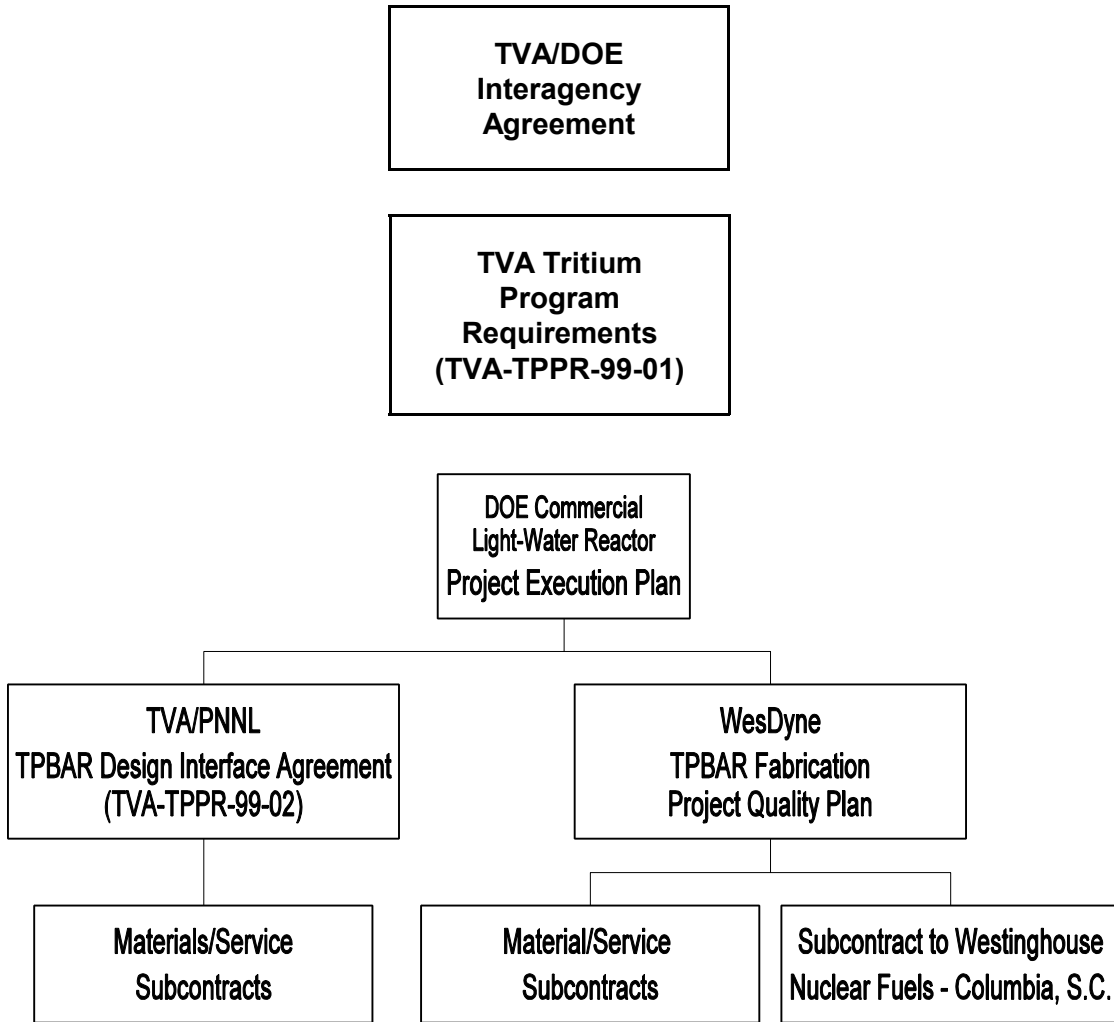 TVA/DOE
Interagency
Agreement
TVA Tritium
Program
Requirements
(TVA-TPPR-99-01)
DOE Commercial
Light-Water Reactor
Project Execution Plan
TVA/PNNL
TPBAR Design Interface Agreement
(TVA-TPPR-99-02)
WesDyne
TPBAR Fabrication
Project Quality Plan
Materials/Service
Subcontracts
Material/Service
Subcontracts
Subcontract to Westinghouse
Nuclear Fuels - Columbia, S.C.